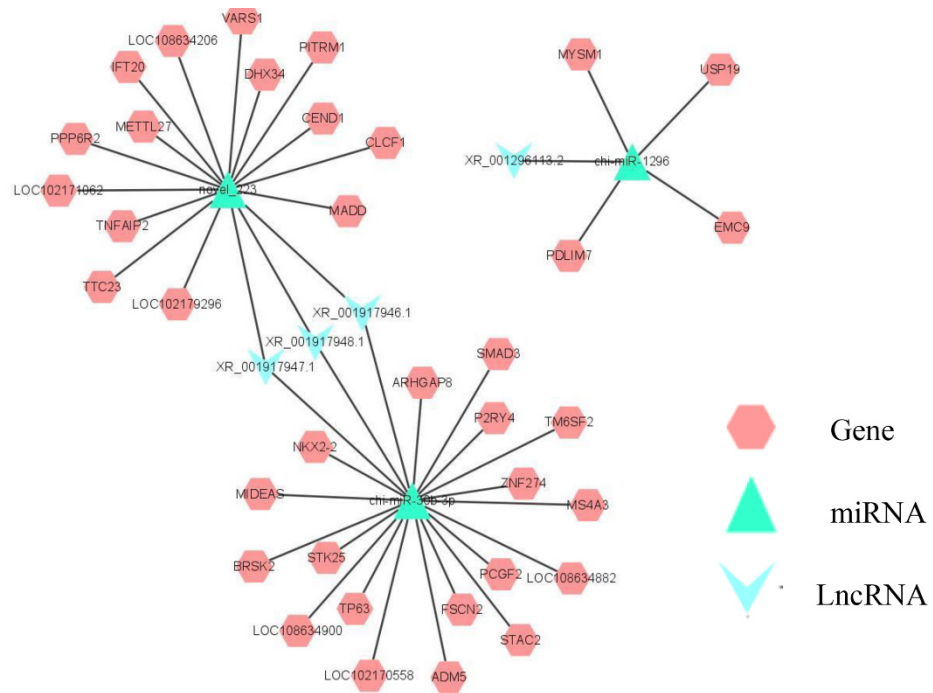 VARS1
LOC108634206
PITRM1
MYSM1
IFT20
DHX34
USP19
METTL27
CEND1
PPP6R2
CLCF1
XR_001296113.2
chi-miR-1296
LOC102171062
novel_223
MADD
TNFAIP2
EMC9
PDLIM7
TTC23
LOC102179296
XR_001917946.1
XR_001917948.1
XR_001917947.1
SMAD3
ARHGAP8
P2RY4
TM6SF2
Gene
NKX2-2
ZNF274
MIDEAS
chi-miR-30b-3p
MS4A3
miRNA
STK25
BRSK2
PCGF2
LOC108634882
LncRNA
TP63
FSCN2
LOC108634900
STAC2
LOC102170558
ADM5